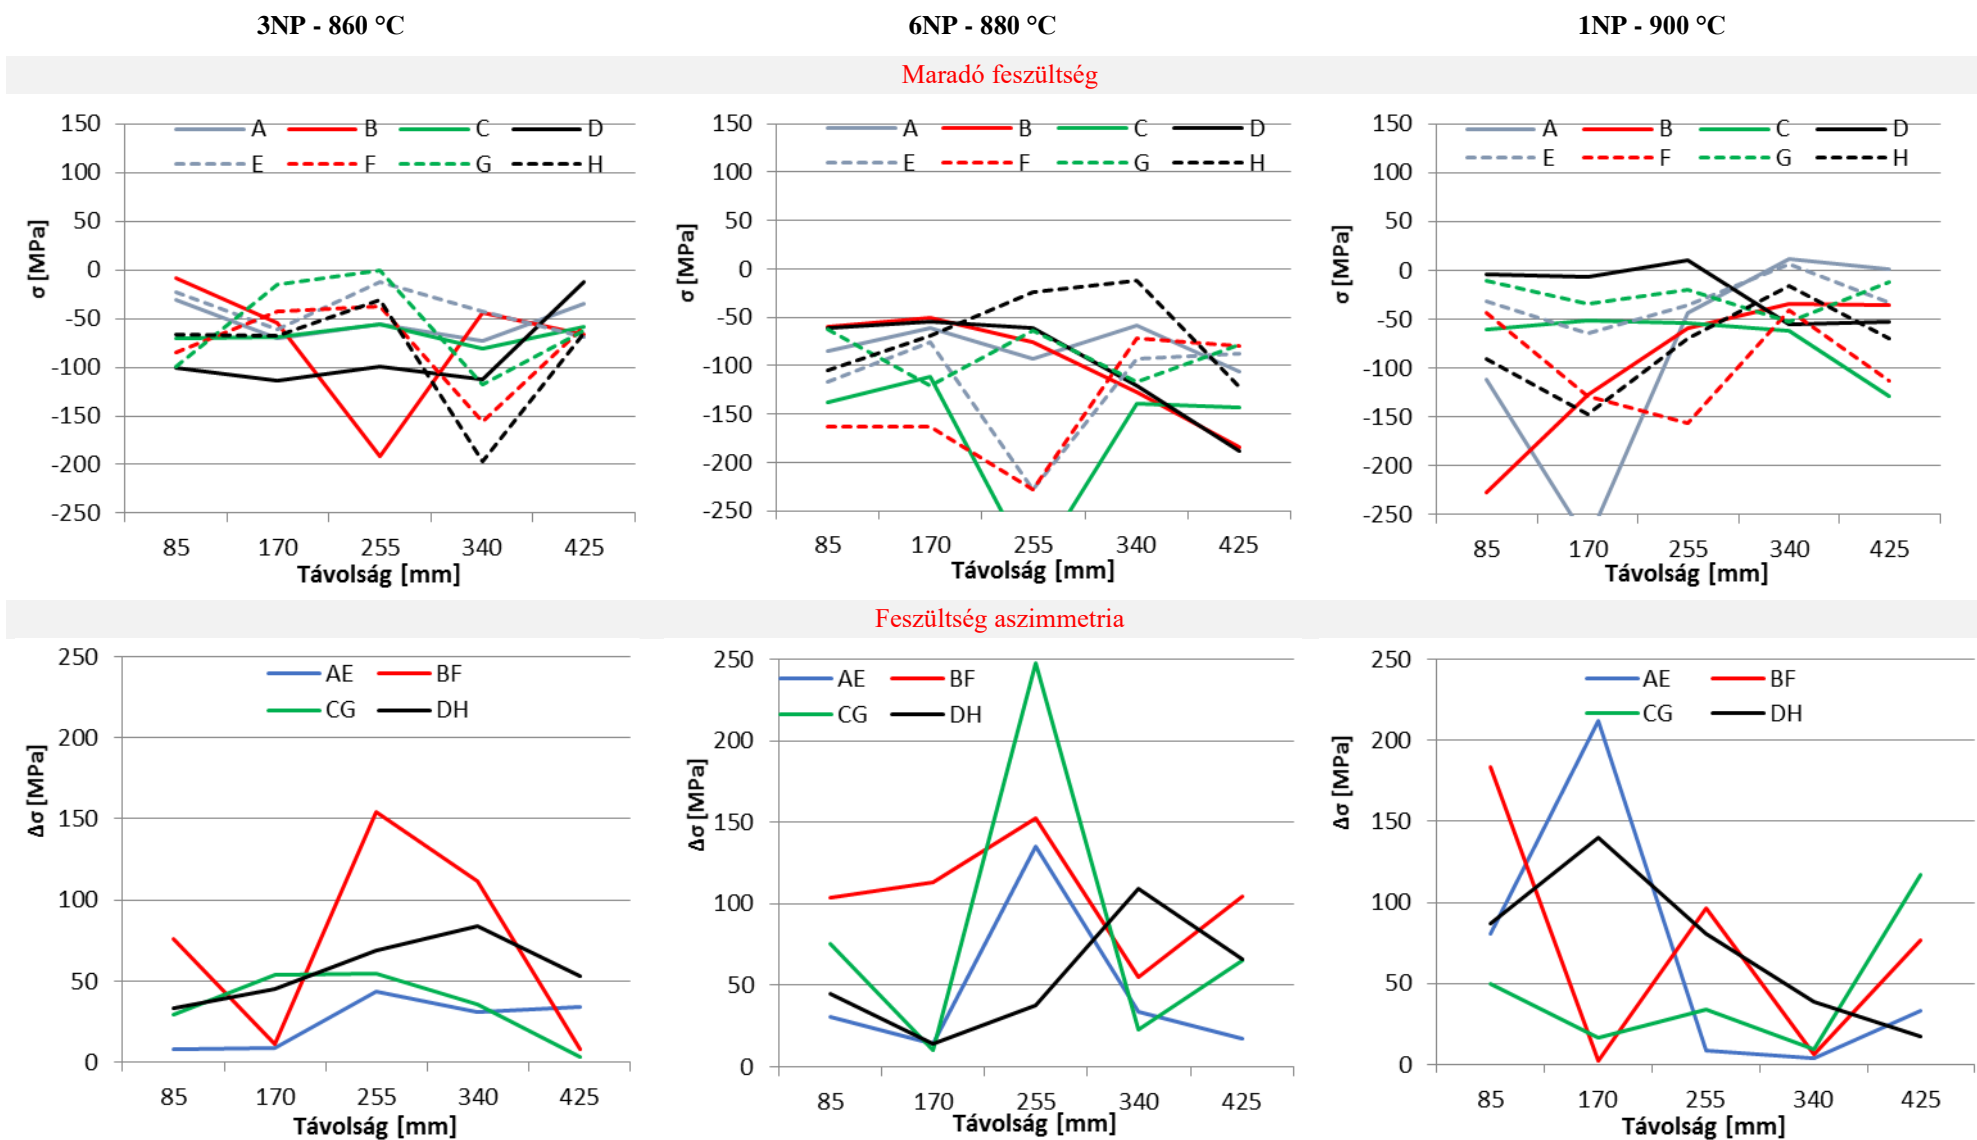 3NP - 860 °C 6NP - 880 °C 1NP - 900 °C
Maradó feszültség
150
100
50
0
-50
-100
-150
-200
-250
σ [MPa]
A B C D
E F G H
85 170 255 340 425
Távolság [mm]
150
100
50
0
-50
-100
-150
-200
-250
σ [MPa]
A B C D
E F G H
85 170 255 340 425
Távolság [mm]
150
100
50
0
-50
-100
-150
-200
-250
σ [MPa]
A B C D
E F G H
85 170 255 340 425
Távolság [mm]
Feszültség aszimmetria
250
200
150
100
50
0
Δσ [MPa]
AE BF
CG DH
85 170 255 340 425
Távolság [mm]
250
200
150
100
50
0
Δσ [MPa]
AE BF
CG DH
85 170 255 340 425
Távolság [mm]
250
200
150
100
50
0
Δσ [MPa]
AE BF
CG DH
85 170 255 340 425
Távolság [mm]